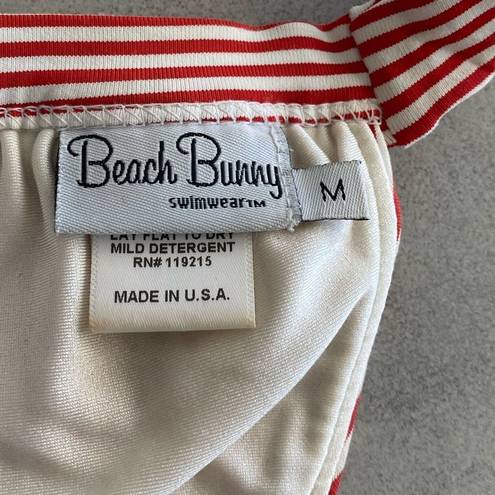 Beach Bunny
swimwear™
M
LAY FLAT TO DRY
MILD DETERGENT
RN# 119215
MADE IN U.S.A.